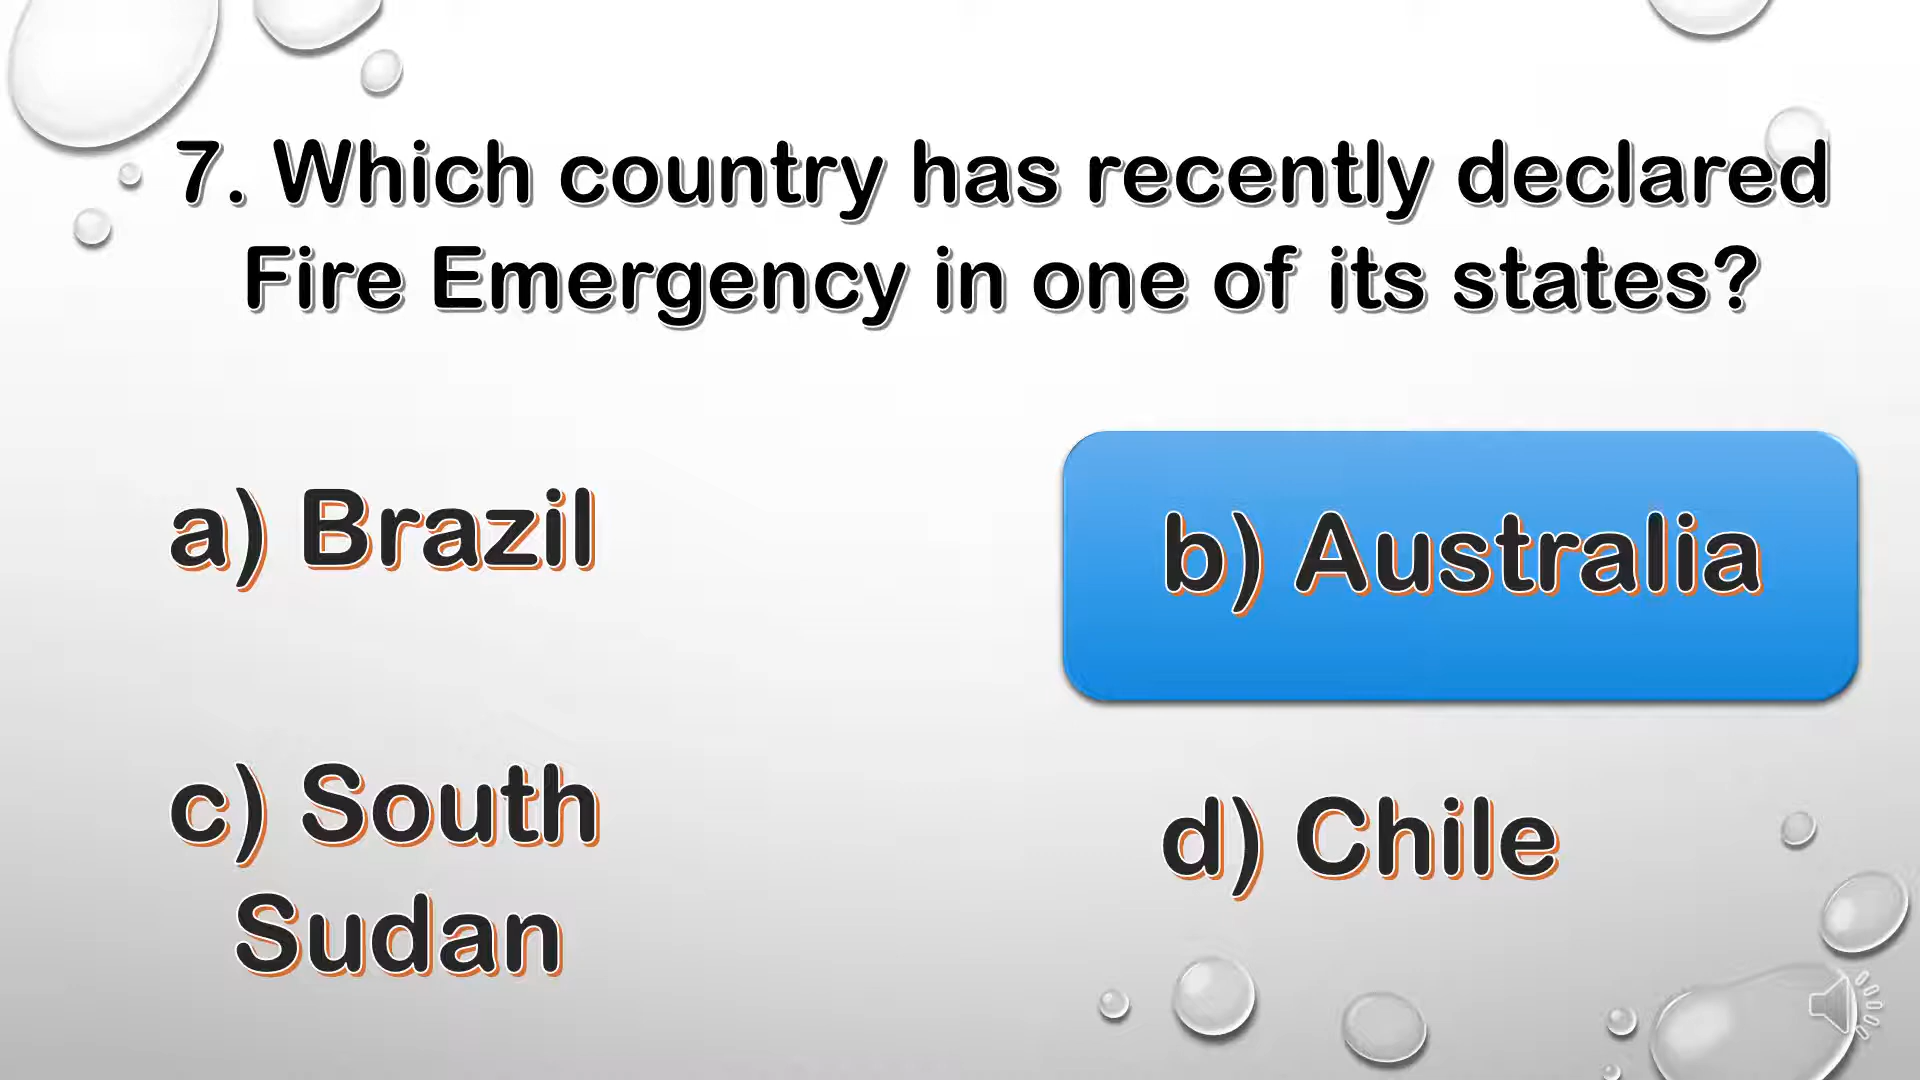 7. Which country has recently declared
Fire Emergency in one of its states?
a) Brazil
b) Australia
c) South
Sudan
d) Chile